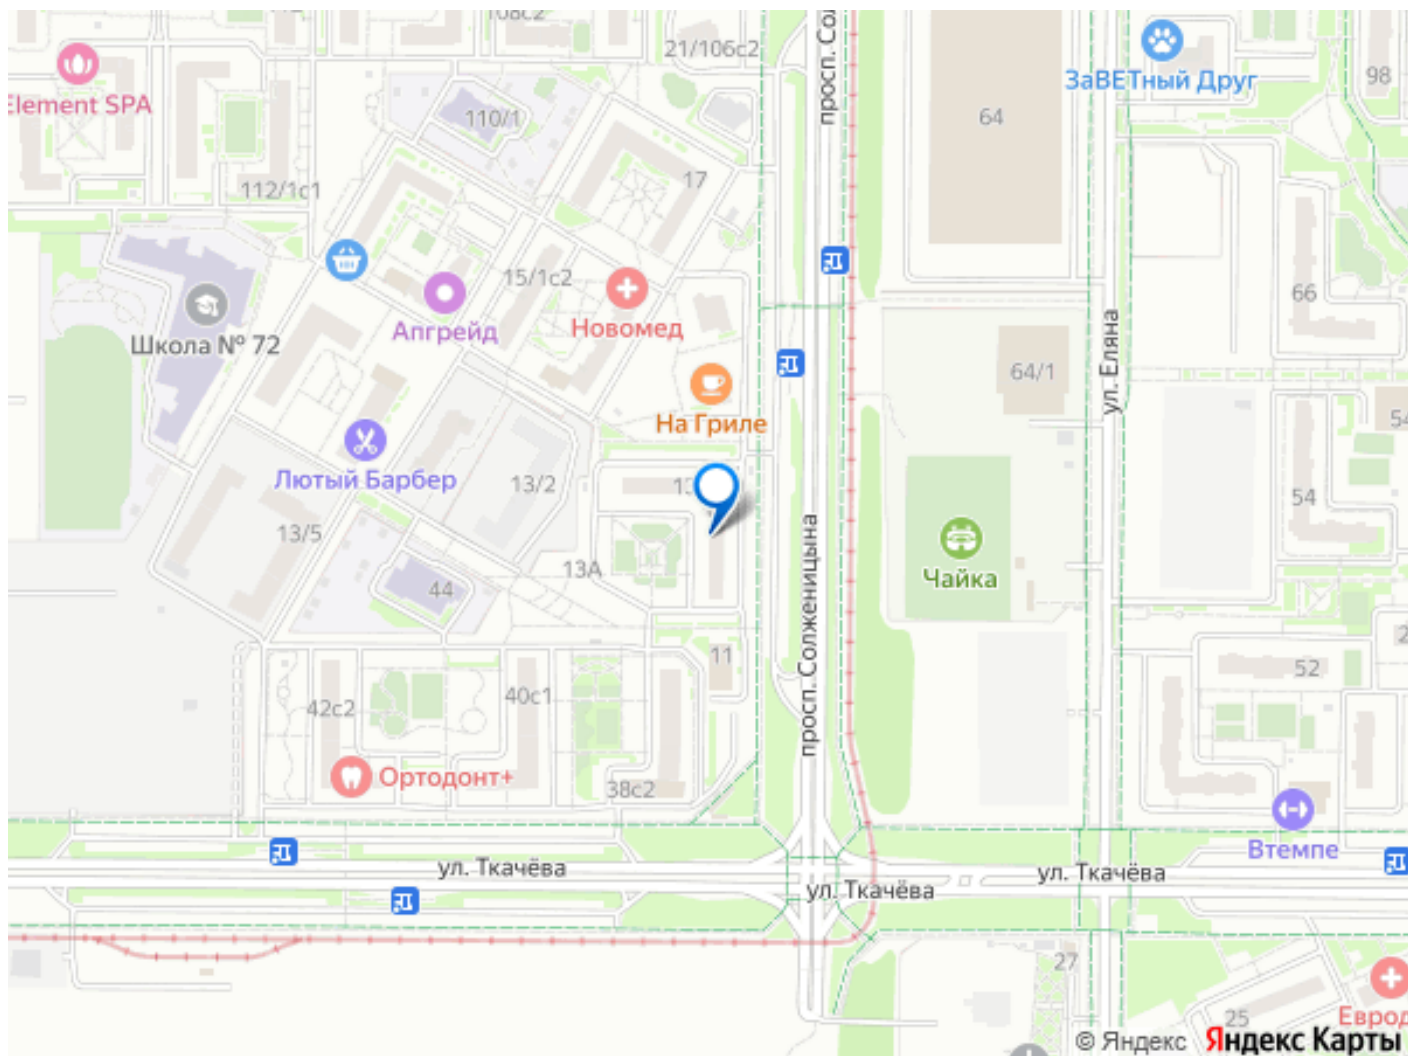 21/106с2
просп. Сол
ЗаВЕТный Друг
98
Element SPA
110/1
64
17
112/1с1
15/1с2
66
Новомед
Апгрейд
Школа № 72
64/1
ул. Еляна
На Гриле
54
Лютый Барбер
13/2
13
54
13/5
просп. Солженицына
13А
Чайка
44
11
52
42с2
40с1
Ортодонт+
38с2
Втемпе
ул. Ткачёва
ул. Ткачёва
ул. Ткачёва
27
25
Еврод
© Яндекс Яндекс Карты